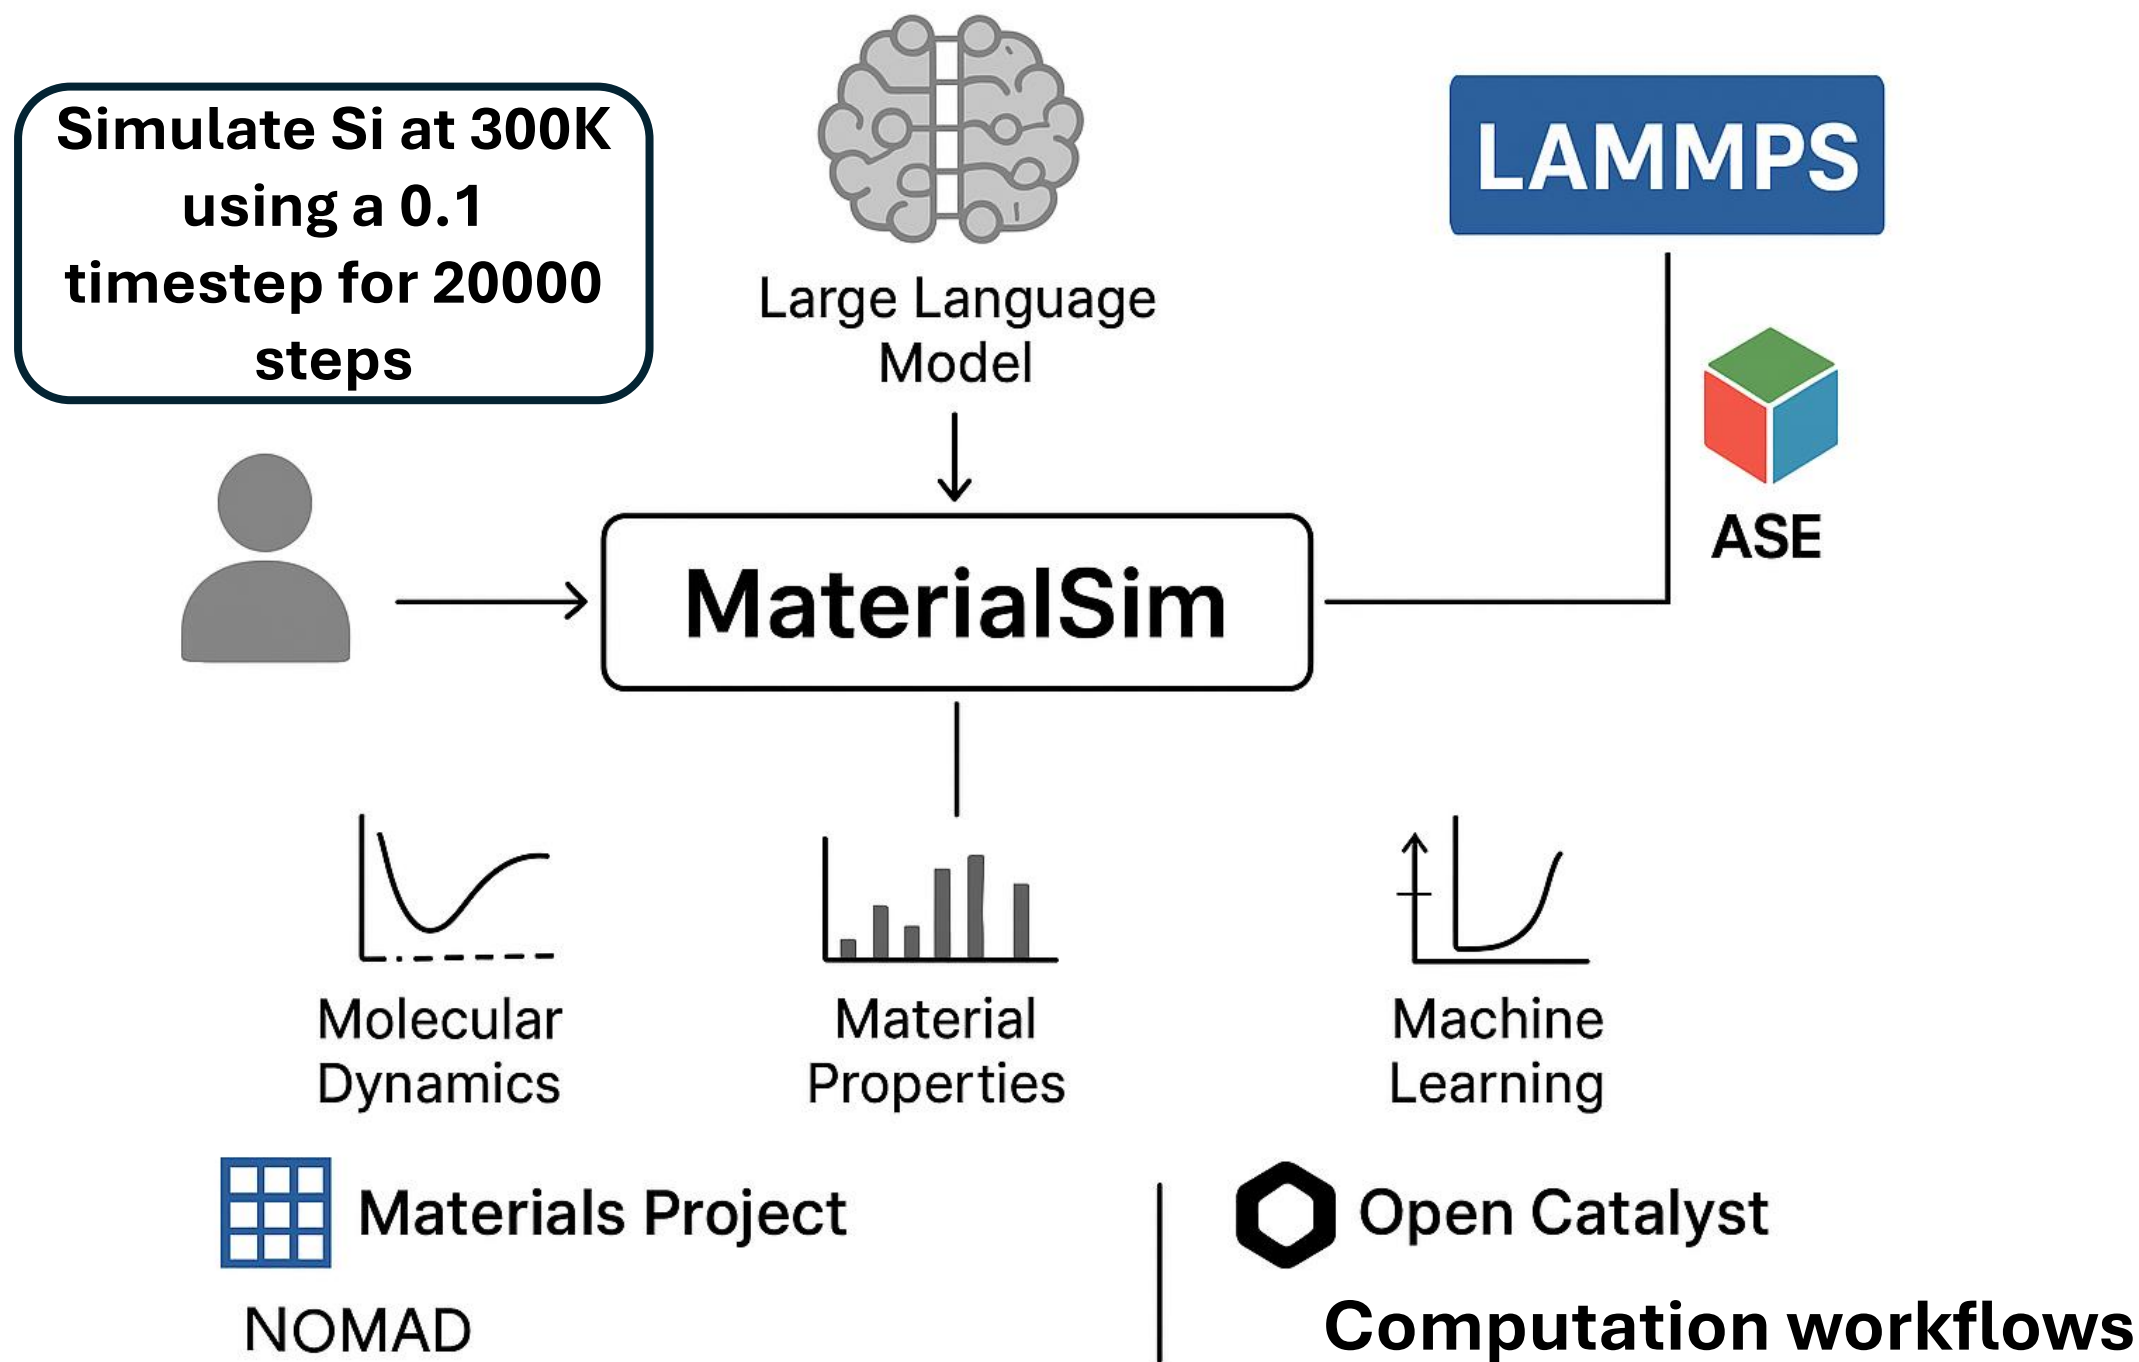 Simulate Si at 300K
using a 0.1
timestep for 20000
steps
Large Language
Model
LAMMPS
ASE
MaterialSim
Molecular
Dynamics
Material
Properties
Machine
Learning
Materials Project
Open Catalyst
NOMAD
Computation workflows